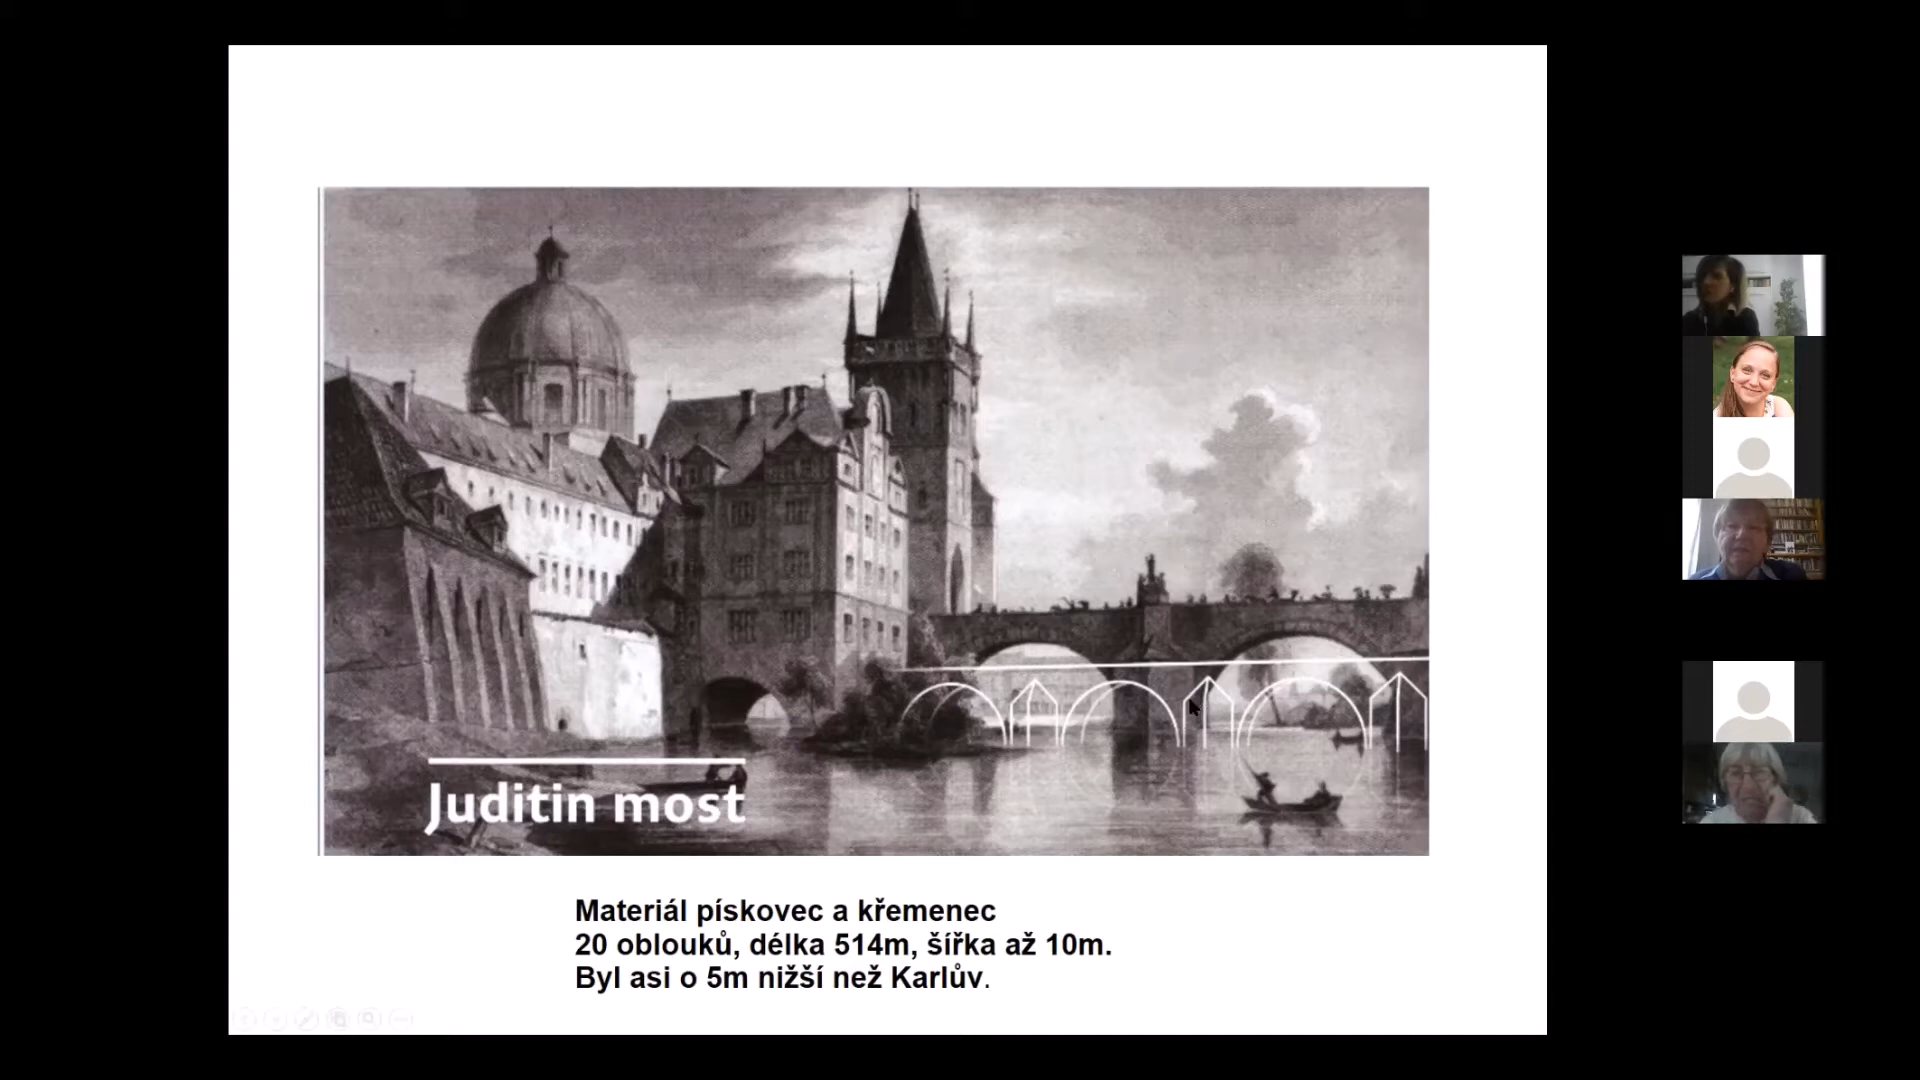 Juditin most
Materiál pískovec a křemenec
20 oblouků, délka 514m, šířka až 10m.
Byl asi o 5m nižší než Karlův.